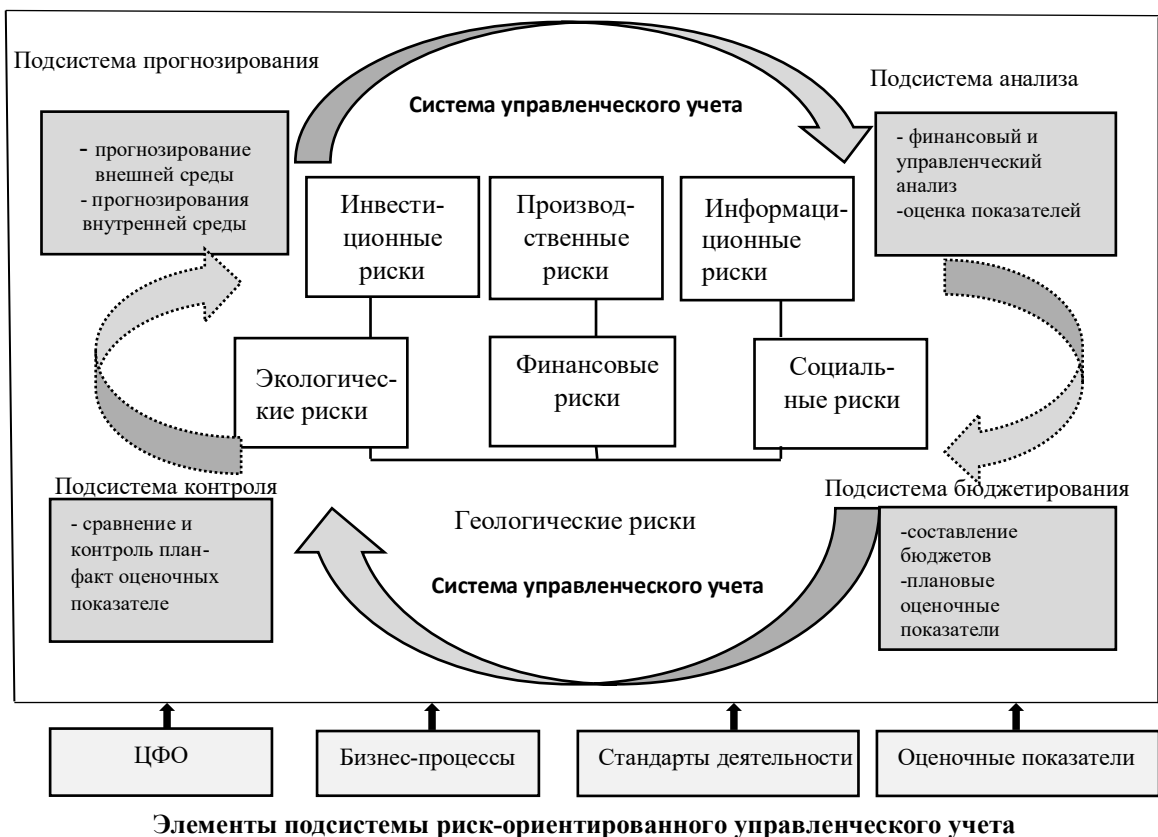 Подсистема прогнозирования
Подсистема анализа
Система управленческого учета
- прогнозирование
внешней среды
- прогнозирования
внутренней среды
- финансовый и
управленческий
анализ
-оценка показателей
Инвести-
ционные
риски
Производ-
ственные
риски
Информаци-
ционные
риски
Экологичес-
кие риски
Финансовые
риски
Социаль-
ные риски
Подсистема контроля
Подсистема бюджетирования
- сравнение и
контроль план-
факт оценочных
показателе
Геологические риски
Система управленческого учета
-составление
бюджетов
-плановые
оценочные
показатели
ЦФО
Бизнес-процессы
Стандарты деятельности
Оценочные показатели
Элементы подсистемы риск-ориентированного управленческого учета